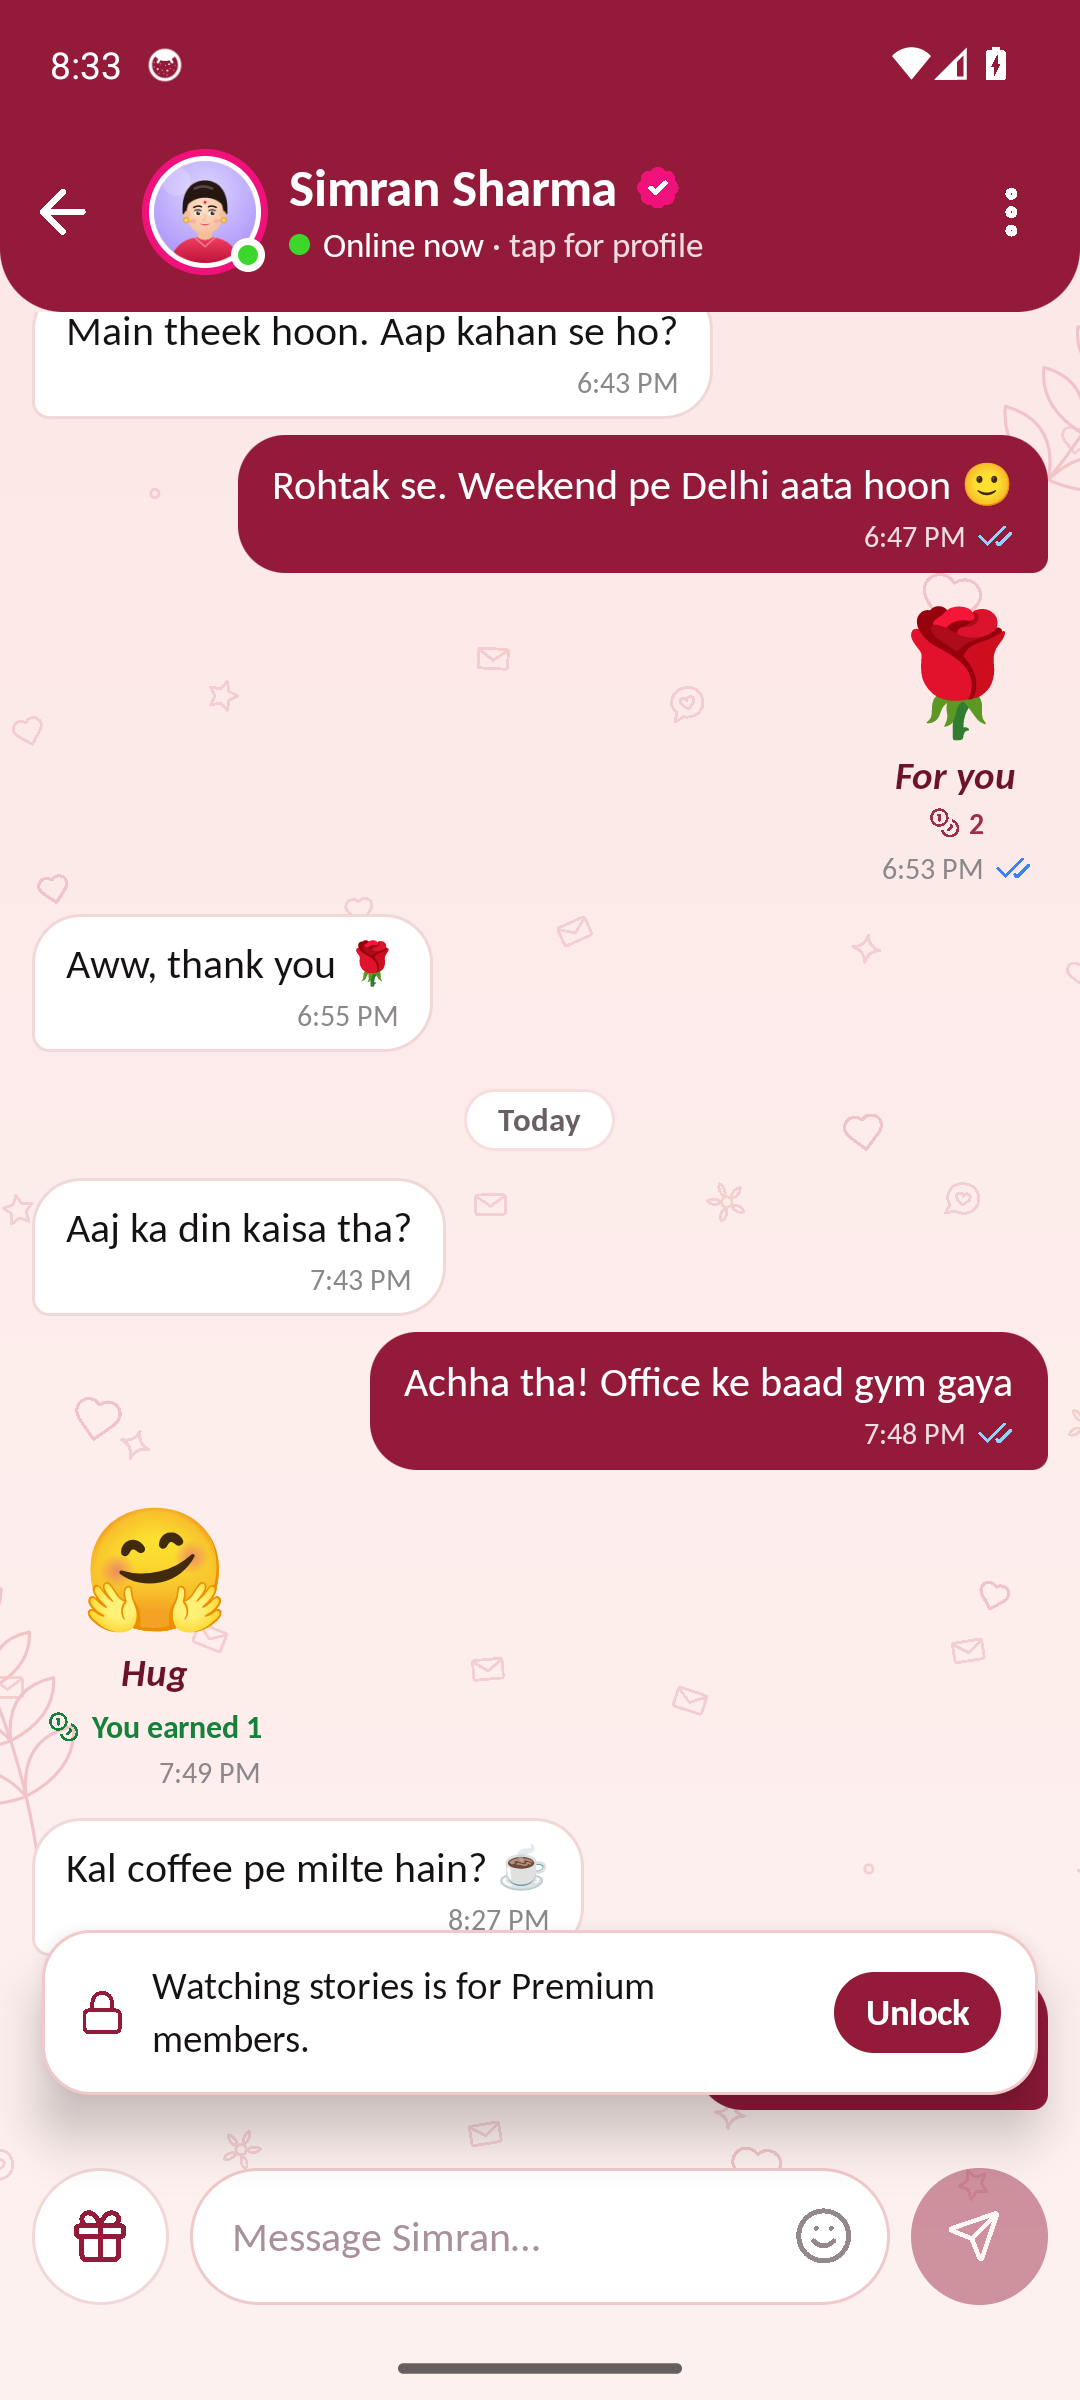 8:33
Simran Sharma
Online now · tap for profile
Main theek hoon. Aap kahan se ho?
6:43 PM
Rohtak se. Weekend pe Delhi aata hoon 🙂
6:47 PM
For you
2
6:53 PM
Aww, thank you 🌹
6:55 PM
Today
Aaj ka din kaisa tha?
7:43 PM
Achha tha! Office ke baad gym gaya
7:48 PM
Hug
You earned 1
7:49 PM
Kal coffee pe milte hain? ☕
8:27 PM
Watching stories is for Premium
members.
Unlock
Message Simran...